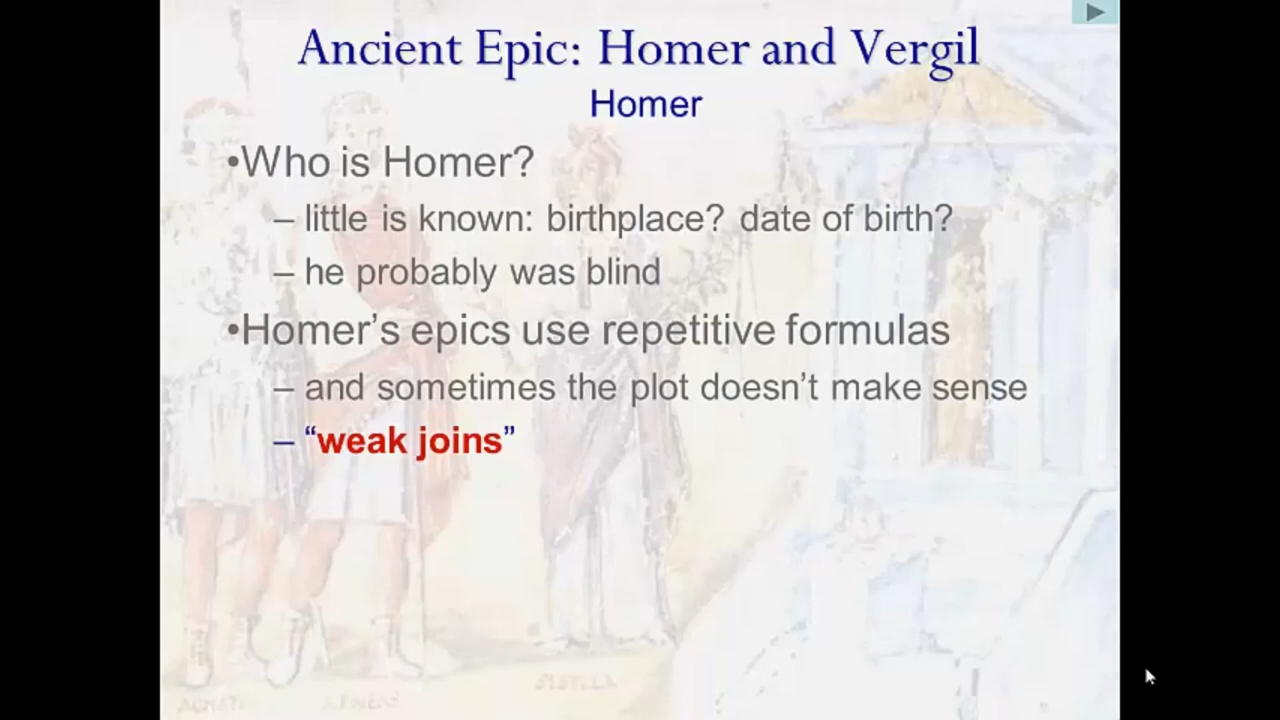 Ancient Epic: Homer and Vergil
Homer
•Who is Homer?
– little is known: birthplace? date of birth?
– he probably was blind
•Homer’s epics use repetitive formulas
– and sometimes the plot doesn’t make sense
– “weak joins”